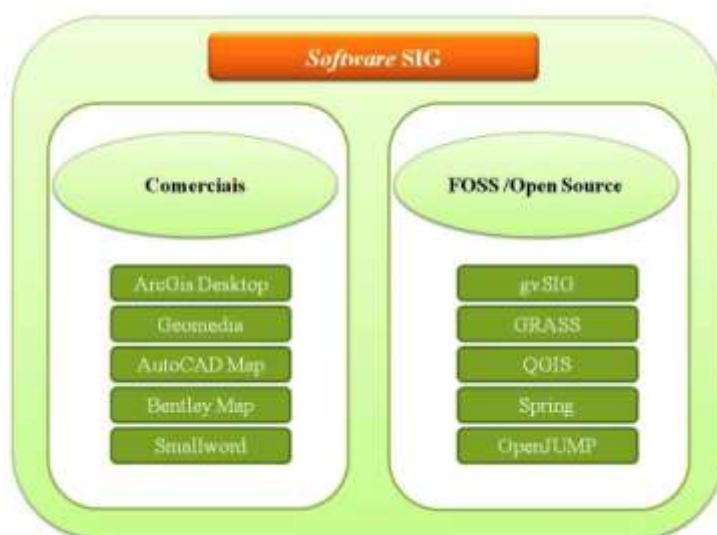 Software SIG
Comerciais
ArcGis Desktop
Geomedia
AutoCAD Map
Bentley Map
Smallword
FOSS /Open Source
gvSIG
GRASS
QGIS
Spring
OpenJUMP